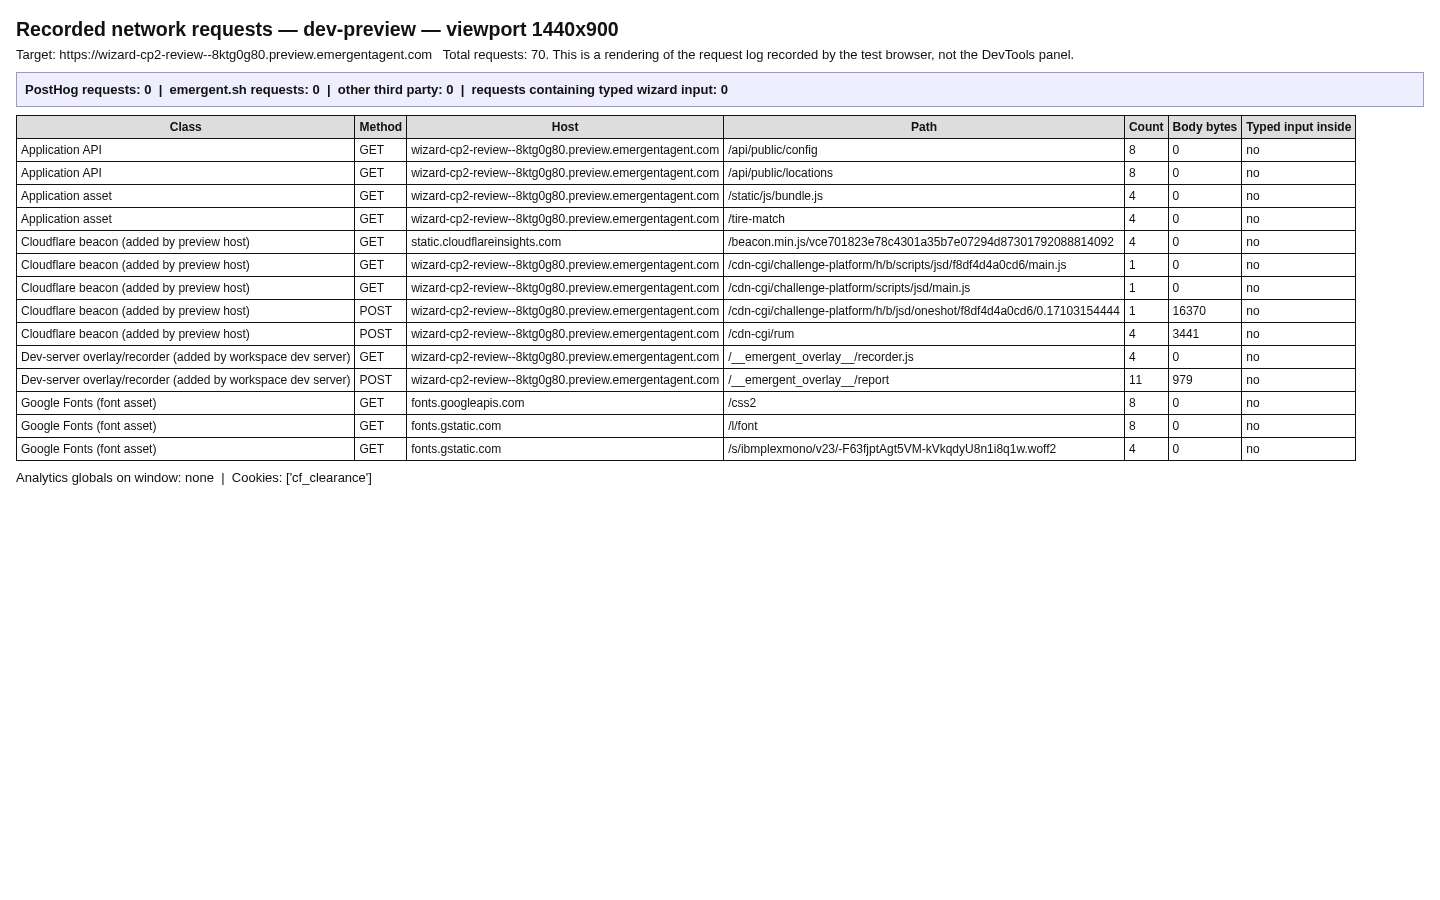 Recorded network requests — dev-preview — viewport 1440x900
Target: https://wizard-cp2-review--8ktg0g80.preview.emergentagent.com Total requests: 70. This is a rendering of the request log recorded by the test browser, not the DevTools panel.
PostHog requests: 0 | emergent.sh requests: 0 | other third party: 0 | requests containing typed wizard input: 0
Class Method Host Path Count Body bytes Typed input inside
Application API GET wizard-cp2-review--8ktg0g80.preview.emergentagent.com /api/public/config 8 0 no
Application API GET wizard-cp2-review--8ktg0g80.preview.emergentagent.com /api/public/locations 8 0 no
Application asset GET wizard-cp2-review--8ktg0g80.preview.emergentagent.com /static/js/bundle.js 4 0 no
Application asset GET wizard-cp2-review--8ktg0g80.preview.emergentagent.com /tire-match 4 0 no
Cloudflare beacon (added by preview host) GET static.cloudflareinsights.com /beacon.min.js/vce701823e78c4301a35b7e07294d87301792088814092 4 0 no
Cloudflare beacon (added by preview host) GET wizard-cp2-review--8ktg0g80.preview.emergentagent.com /cdn-cgi/challenge-platform/h/b/scripts/jsd/f8df4d4a0cd6/main.js 1 0 no
Cloudflare beacon (added by preview host) GET wizard-cp2-review--8ktg0g80.preview.emergentagent.com /cdn-cgi/challenge-platform/scripts/jsd/main.js 1 0 no
Cloudflare beacon (added by preview host) POST wizard-cp2-review--8ktg0g80.preview.emergentagent.com /cdn-cgi/challenge-platform/h/b/jsd/oneshot/f8df4d4a0cd6/0.17103154444 1 16370 no
Cloudflare beacon (added by preview host) POST wizard-cp2-review--8ktg0g80.preview.emergentagent.com /cdn-cgi/rum 4 3441 no
Dev-server overlay/recorder (added by workspace dev server) GET wizard-cp2-review--8ktg0g80.preview.emergentagent.com /__emergent_overlay__/recorder.js 4 0 no
Dev-server overlay/recorder (added by workspace dev server) POST wizard-cp2-review--8ktg0g80.preview.emergentagent.com /__emergent_overlay__/report 11 979 no
Google Fonts (font asset) GET fonts.googleapis.com /css2 8 0 no
Google Fonts (font asset) GET fonts.gstatic.com /l/font 8 0 no
Google Fonts (font asset) GET fonts.gstatic.com /s/ibmplexmono/v23/-F63fjptAgt5VM-kVkqdyU8n1i8q1w.woff2 4 0 no
Analytics globals on window: none | Cookies: ['cf_clearance']